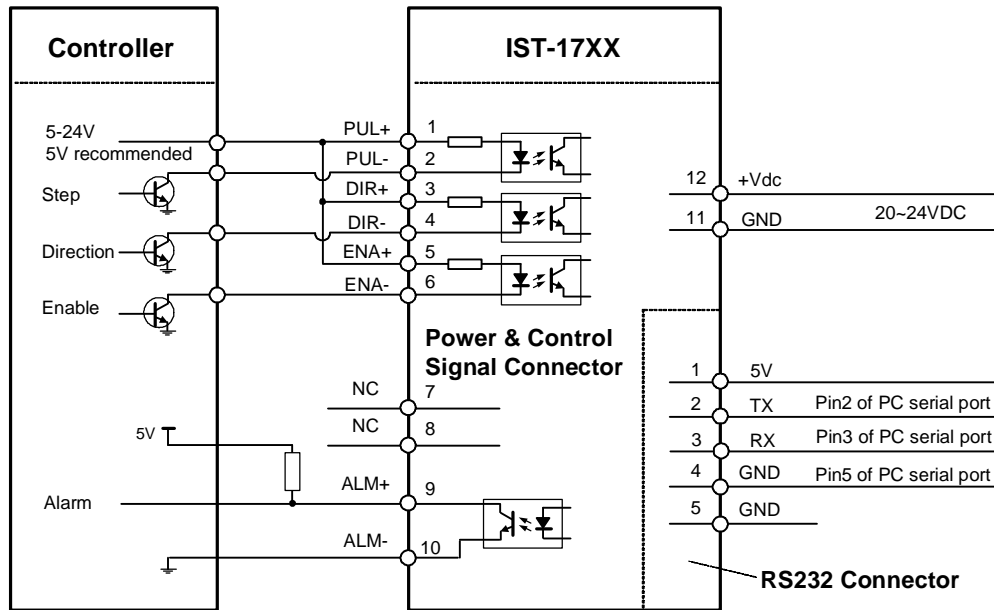 Controller
IST-17XX
5-24V
5V recommended
Step
Direction
Enable
PUL+
1
PUL-
2
DIR+
3
DIR-
4
ENA+
5
ENA-
6
12
+Vdc
20~24VDC
11
GND
Power & Control
Signal Connector
NC
7
NC
8
5V
Alarm
ALM+
9
ALM-
10
1
5V
2
TX
Pin2 of PC serial port
3
RX
Pin3 of PC serial port
4
GND
Pin5 of PC serial port
5
GND
RS232 Connector